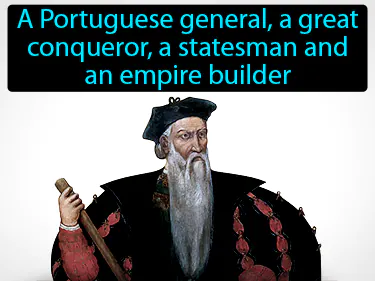 A Portuguese general, a great
conqueror, a statesman and
an empire builder